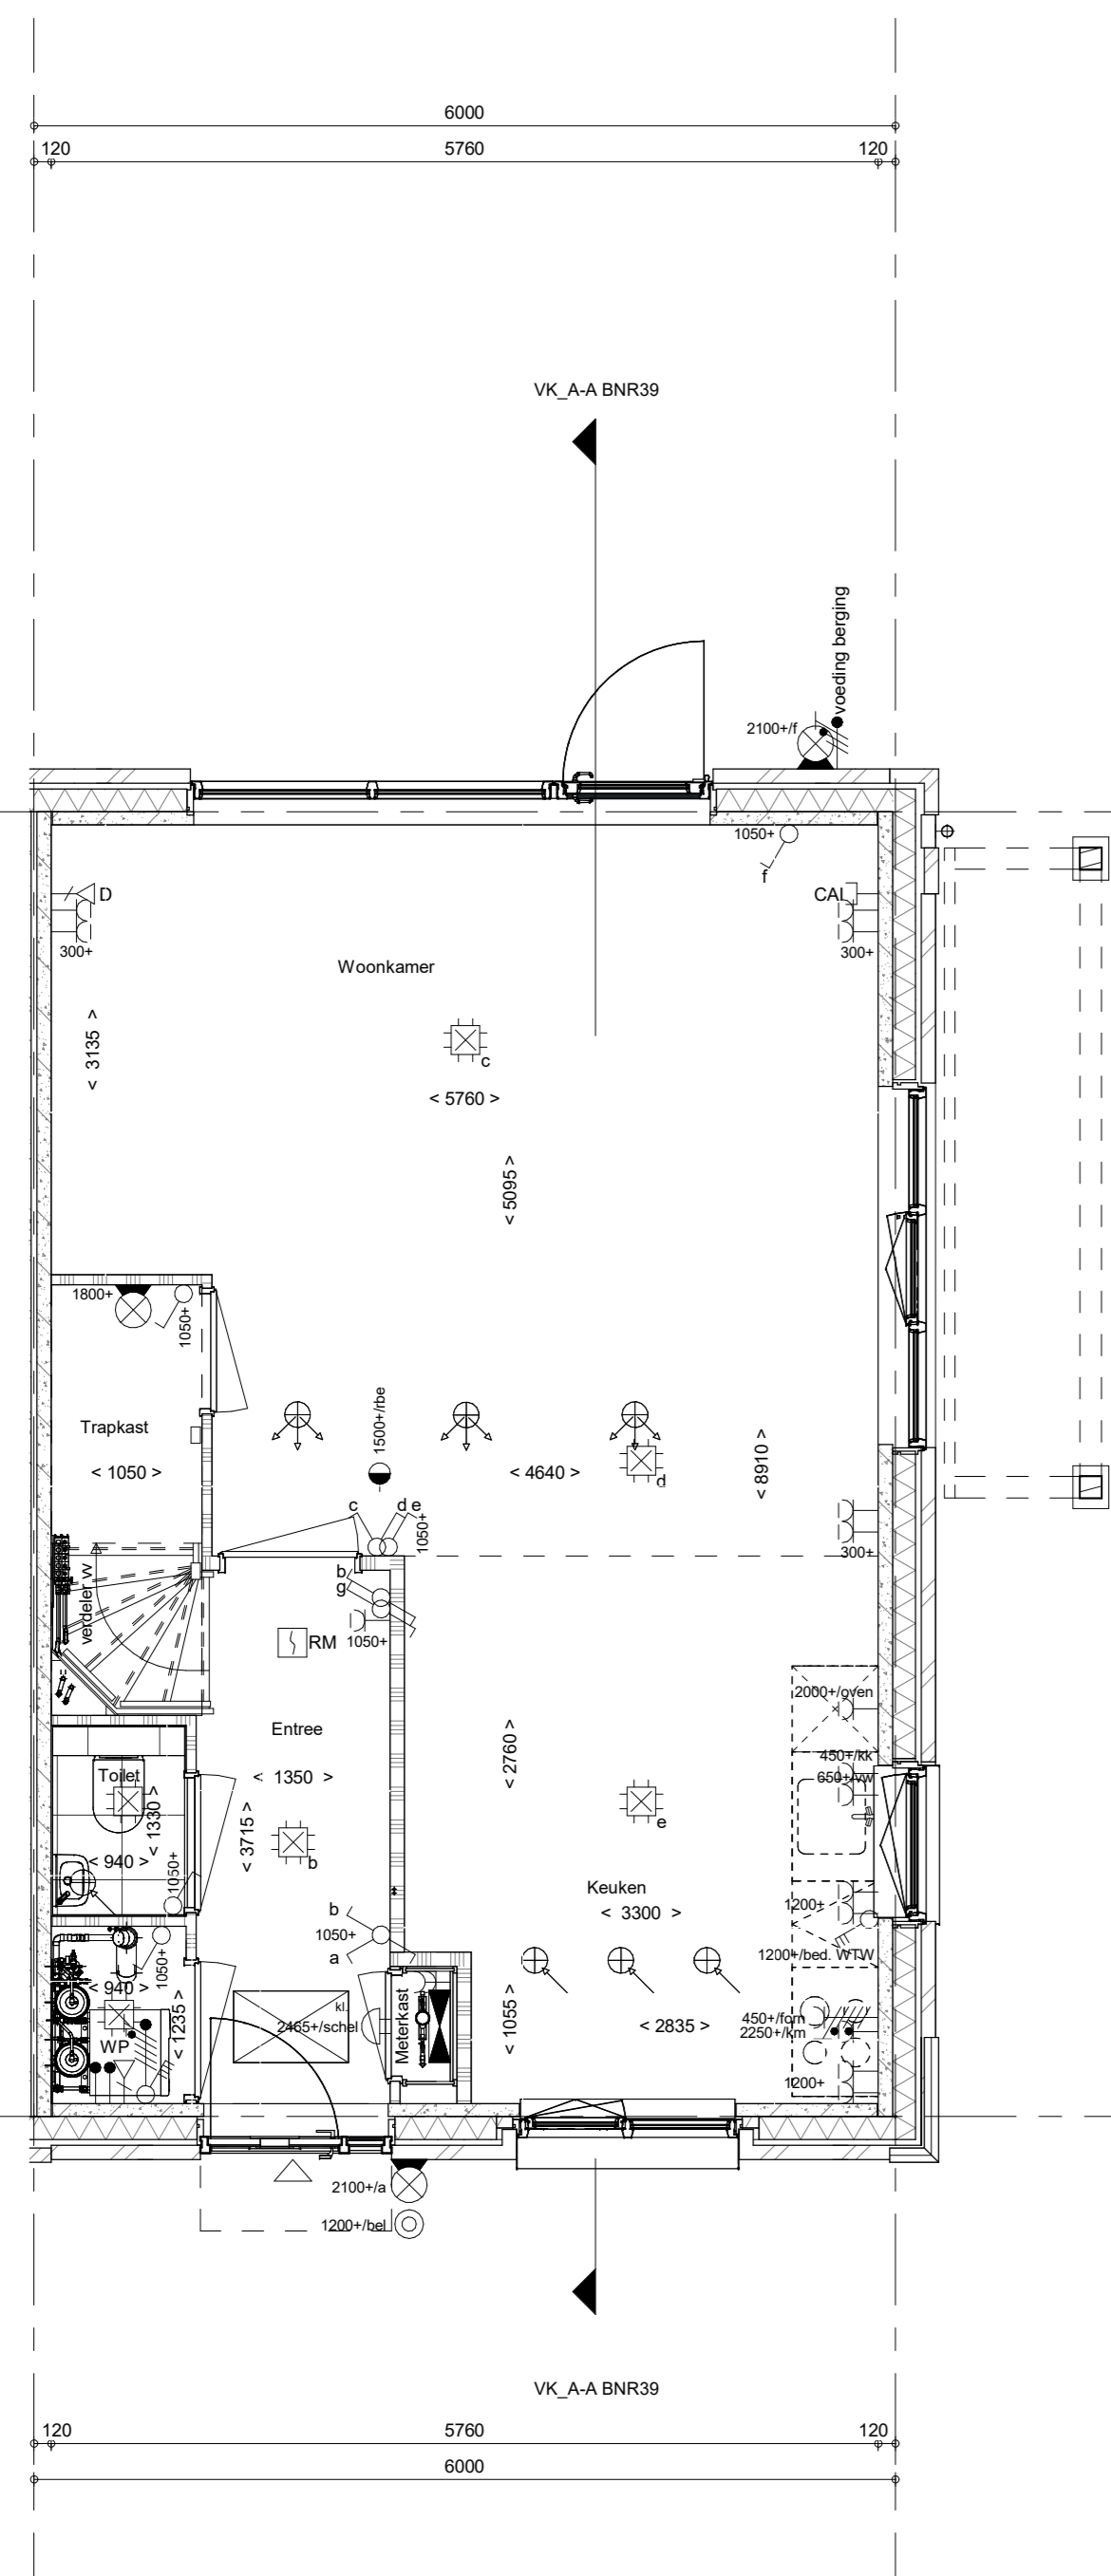 6000
120 5760 120
VK_A-A BNR39
voeding berging
2100+/f
1050+
f
D
CAI
300+
300+
Woonkamer
< 3135 >
c
< 5760 >
< 5095 >
1800+
1050+
1500+/rbe
Trapkast
< 1050 >
< 4640 >
d
< 8910 >
c d e
1050+
300+
b
g
1050+
verdeler vv
RM
2000+/oven
Entree
< 2760 >
450+/kk
650+/vw
Toilet
< 1350 >
< 1330 >
e
< 3715 >
b
< 940 >
1050+
Keuken
1200+
b
< 3300 >
1050+
a
1050+
1200+/bed. WTW
< 940 >
< 1235 >
kl.
2465+/schel
Meterkast
< 1055 >
450+/forn
< 2835 >
2250+/km
WP
1200+
2100+/a
1200+/bel
VK_A-A BNR39
120 5760 120
6000